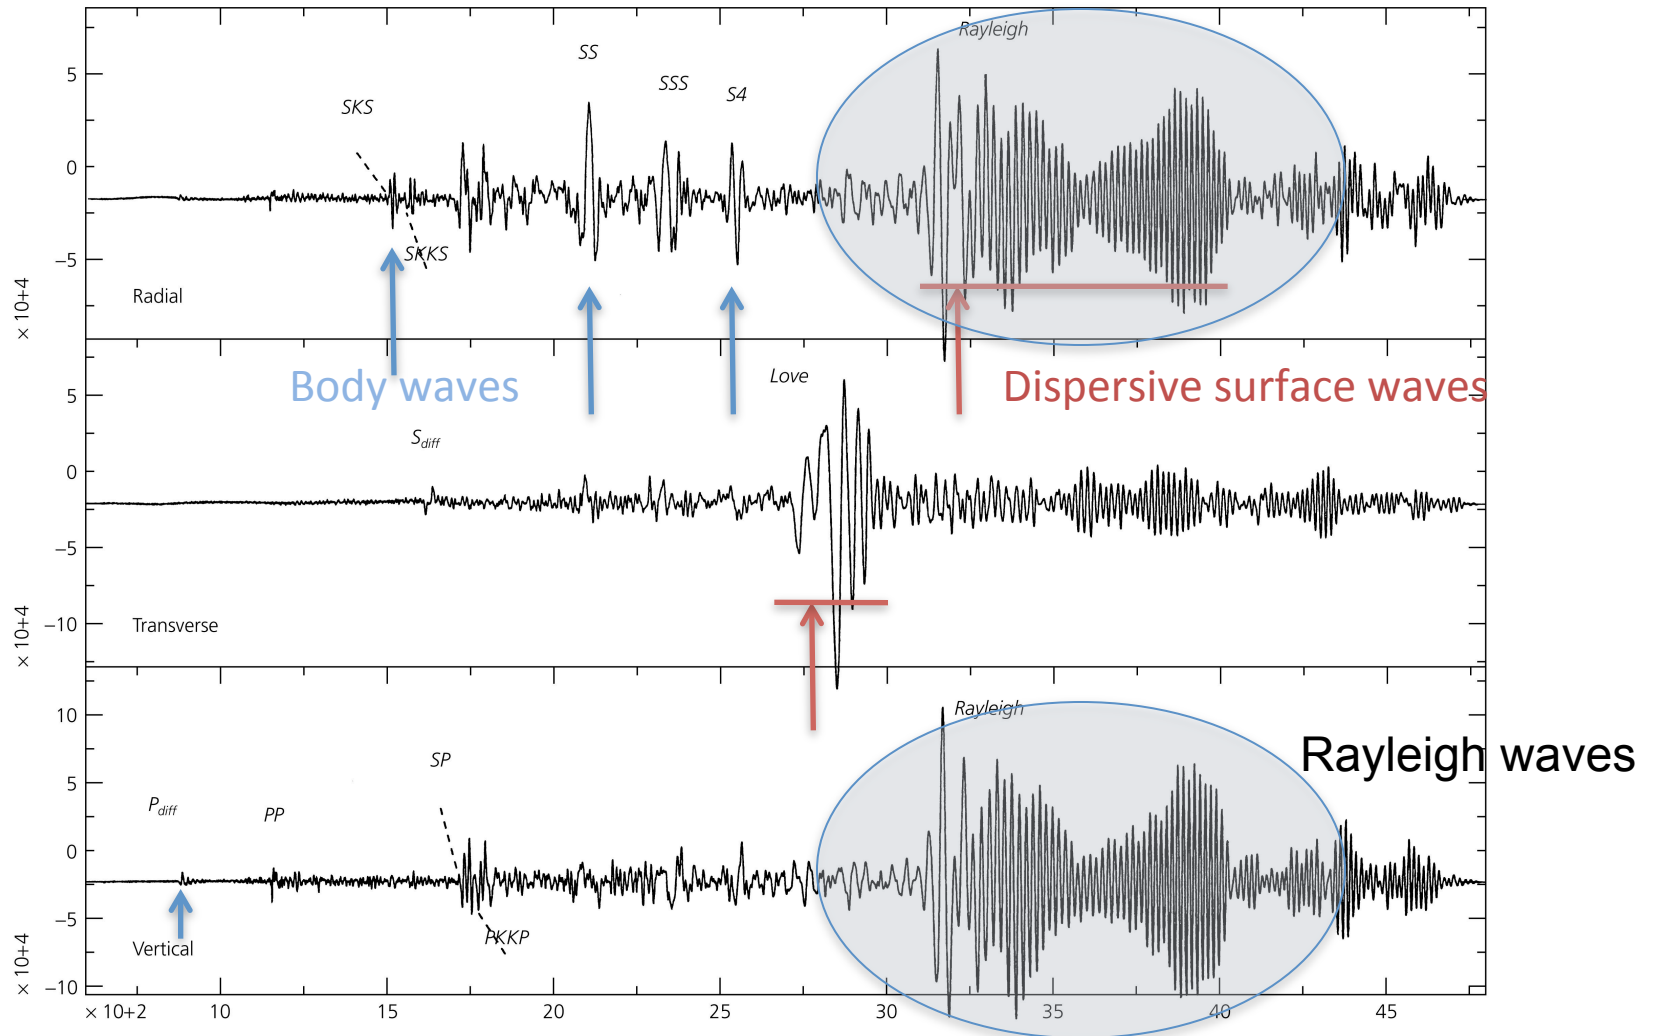 Rayleigh
SS
SSS
S4
SKS
5
0
SKKS
−5
Radial
× 10+4
Body waves
Love
Dispersive surface waves
5
S_diff
0
−5
−10
Transverse
× 10+4
Rayleigh
10
Rayleigh waves
SP
5
P_diff
PP
0
−5
PKKP
Vertical
−10
× 10+4
× 10+2 10 15 20 25 30 35 40 45